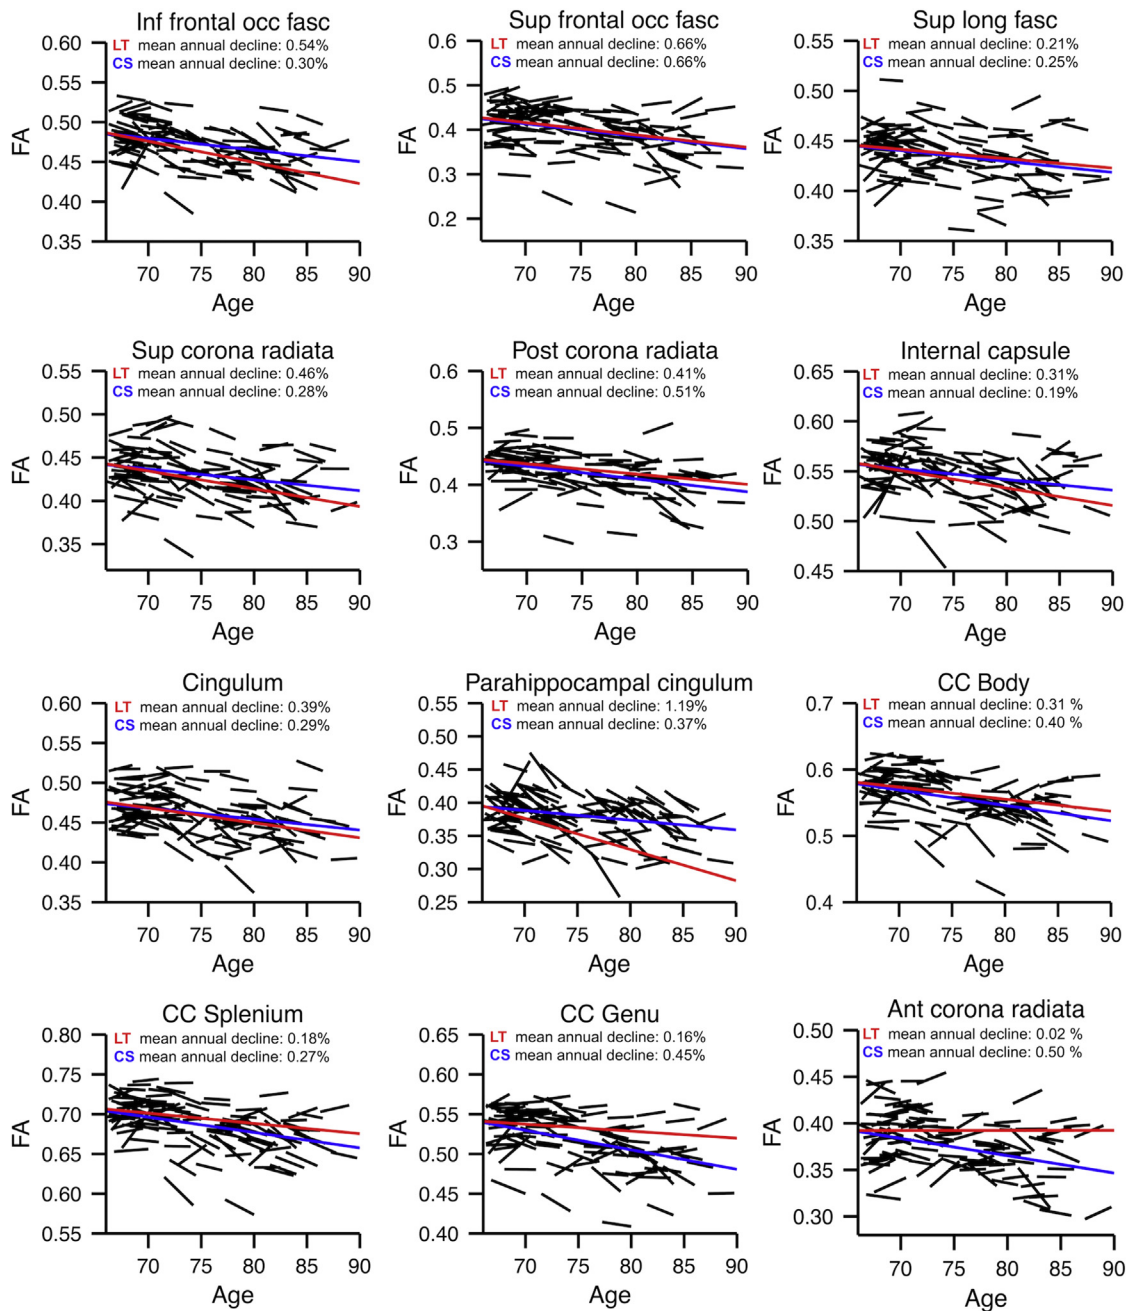 Inf frontal occ fasc
LT mean annual decline: 0.54%
CS mean annual decline: 0.30%
0.60
0.55
0.50
0.45
0.40
0.35
FA
70 75 80 85 90
Age
Sup frontal occ fasc
LT mean annual decline: 0.66%
CS mean annual decline: 0.66%
0.6
0.5
0.4
0.3
0.2
FA
70 75 80 85 90
Age
Sup long fasc
LT mean annual decline: 0.21%
CS mean annual decline: 0.25%
0.55
0.50
0.45
0.40
0.35
FA
70 75 80 85 90
Age
Sup corona radiata
LT mean annual decline: 0.46%
CS mean annual decline: 0.28%
0.55
0.50
0.45
0.40
0.35
FA
70 75 80 85 90
Age
Post corona radiata
LT mean annual decline: 0.41%
CS mean annual decline: 0.51%
0.6
0.5
0.4
0.3
FA
70 75 80 85 90
Age
Internal capsule
LT mean annual decline: 0.31%
CS mean annual decline: 0.19%
0.65
0.60
0.55
0.50
0.45
FA
70 75 80 85 90
Age
Cingulum
LT mean annual decline: 0.39%
CS mean annual decline: 0.29%
0.60
0.55
0.50
0.45
0.40
0.35
FA
70 75 80 85 90
Age
Parahippocampal cingulum
LT mean annual decline: 1.19%
CS mean annual decline: 0.37%
0.55
0.50
0.45
0.40
0.35
0.30
0.25
FA
70 75 80 85 90
Age
CC Body
LT mean annual decline: 0.31 %
CS mean annual decline: 0.40 %
0.7
0.6
0.5
0.4
FA
70 75 80 85 90
Age
CC Splenium
LT mean annual decline: 0.18%
CS mean annual decline: 0.27%
0.80
0.75
0.70
0.65
0.60
0.55
FA
70 75 80 85 90
Age
CC Genu
LT mean annual decline: 0.16%
CS mean annual decline: 0.45%
0.65
0.60
0.55
0.50
0.45
0.40
FA
70 75 80 85 90
Age
Ant corona radiata
LT mean annual decline: 0.02 %
CS mean annual decline: 0.50 %
0.50
0.45
0.40
0.35
0.30
FA
70 75 80 85 90
Age